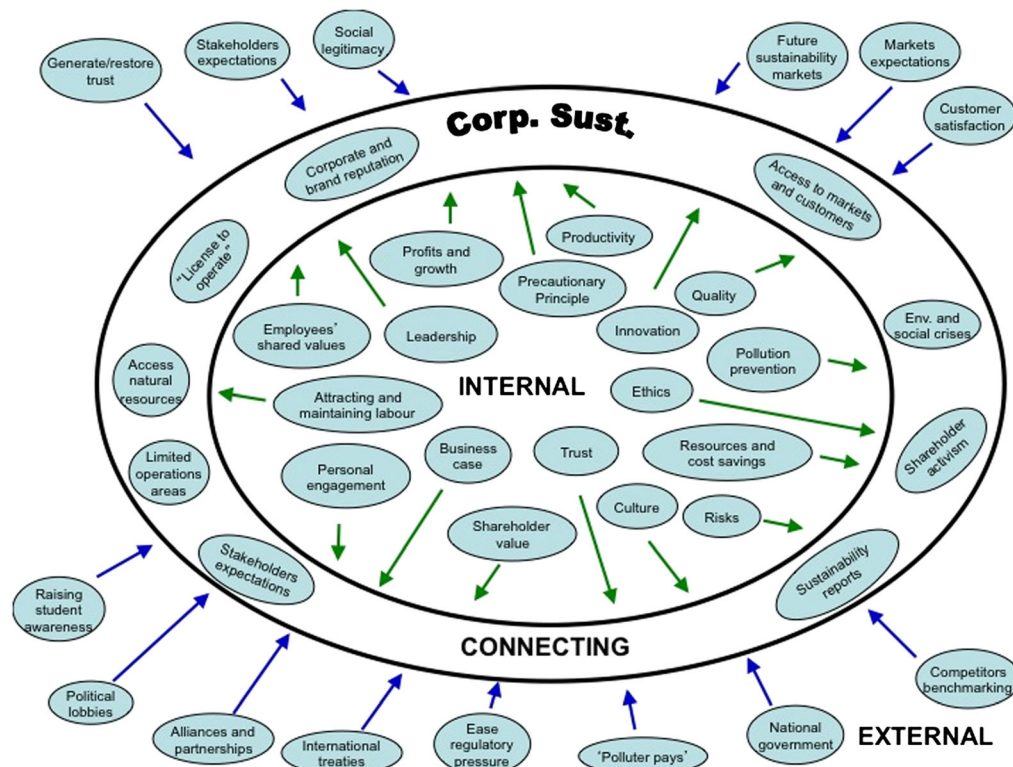 Generate/restore
trust
Stakeholders
expectations
Social
legitimacy
Future
sustainability
markets
Markets
expectations
Customer
satisfaction
Corp. Sust.
Corporate and
brand reputation
Access to markets
and customers
"License to
operate"
Env. and
social crises
Access
natural
resources
Shareholder
activism
Limited
operations
areas
Stakeholders
expectations
Sustainability
reports
Profits and
growth
Productivity
Precautionary
Principle
Quality
Innovation
Employees'
shared values
Leadership
Pollution
prevention
INTERNAL
Ethics
Attracting and
maintaining labour
Business
case
Trust
Resources and
cost savings
Personal
engagement
Culture
Risks
Shareholder
value
CONNECTING
Raising
student
awareness
Political
lobbies
Alliances and
partnerships
International
treaties
Ease
regulatory
pressure
'Polluter pays'
National
government
Competitors
benchmarking
EXTERNAL